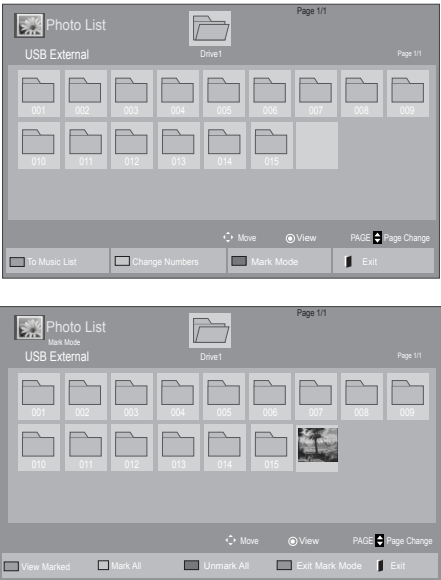 Page 1/1
Photo List
USB External
Drive1
Page 1/1
001 002 003 004 005 006 007 008 009
010 011 012 013 014 015
Move View PAGE Page Change
To Music List Change Numbers Mark Mode Exit
Page 1/1
Photo List
Mark Mode
USB External
Drive1
Page 1/1
001 002 003 004 005 006 007 008 009
010 011 012 013 014 015
Move View PAGE Page Change
View Marked Mark All Unmark All Exit Mark Mode Exit